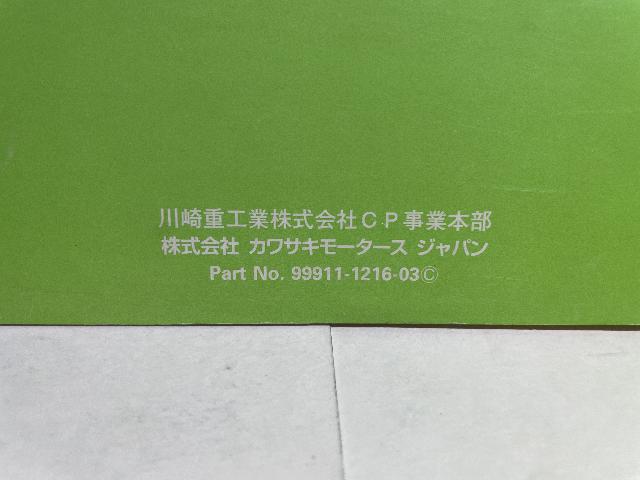 川崎重工業株式会社CP事業本部
株式会社 カワサキモータース ジャパン
Part No. 99911-1216-03©